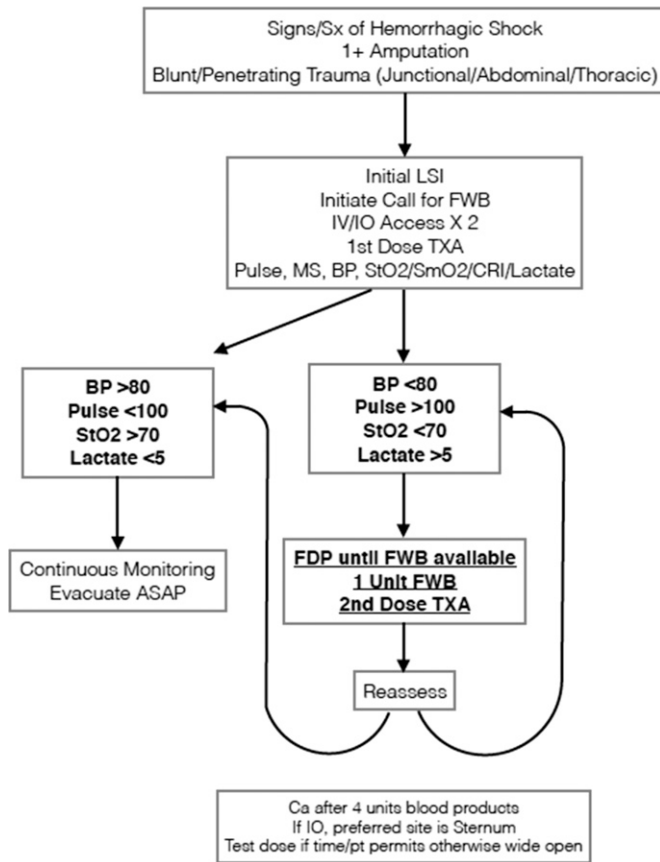 Signs/Sx of Hemorrhagic Shock
1+ Amputation
Blunt/Penetrating Trauma (Junctional/Abdominal/Thoracic)
Initial LSI
Initiate Call for FWB
IV/IO Access X 2
1st Dose TXA
Pulse, MS, BP, StO2/SmO2/CRI/Lactate
BP >80
Pulse <100
StO2 >70
Lactate <5
BP <80
Pulse >100
StO2 <70
Lactate >5
Continuous Monitoring
Evacuate ASAP
FDP until FWB available
1 Unit FWB
2nd Dose TXA
Reassess
Ca after 4 units blood products
If IO, preferred site is Sternum
Test dose if time/pt permits otherwise wide open